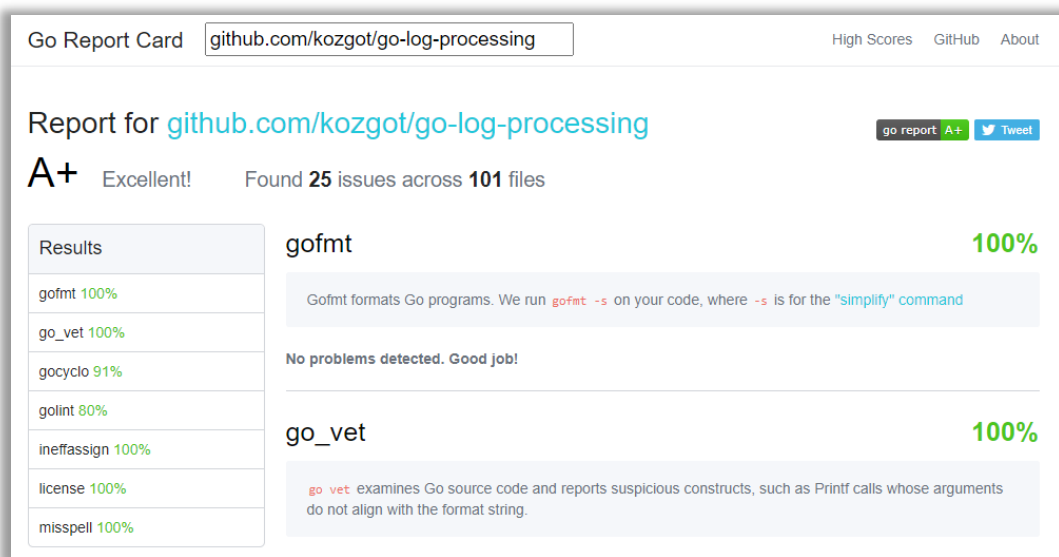 Go Report Card github.com/kozgot/go-log-processing High Scores GitHub About
Report for github.com/kozgot/go-log-processing
go report A+ Tweet
A+ Excellent! Found 25 issues across 101 files
Results
gofmt 100%
go_vet 100%
gocyclo 91%
golint 80%
ineffassign 100%
license 100%
misspell 100%
gofmt 100%
Gofmt formats Go programs. We run gofmt -s on your code, where -s is for the "simplify" command
No problems detected. Good job!
go_vet 100%
go vet examines Go source code and reports suspicious constructs, such as Printf calls whose arguments
do not align with the format string.